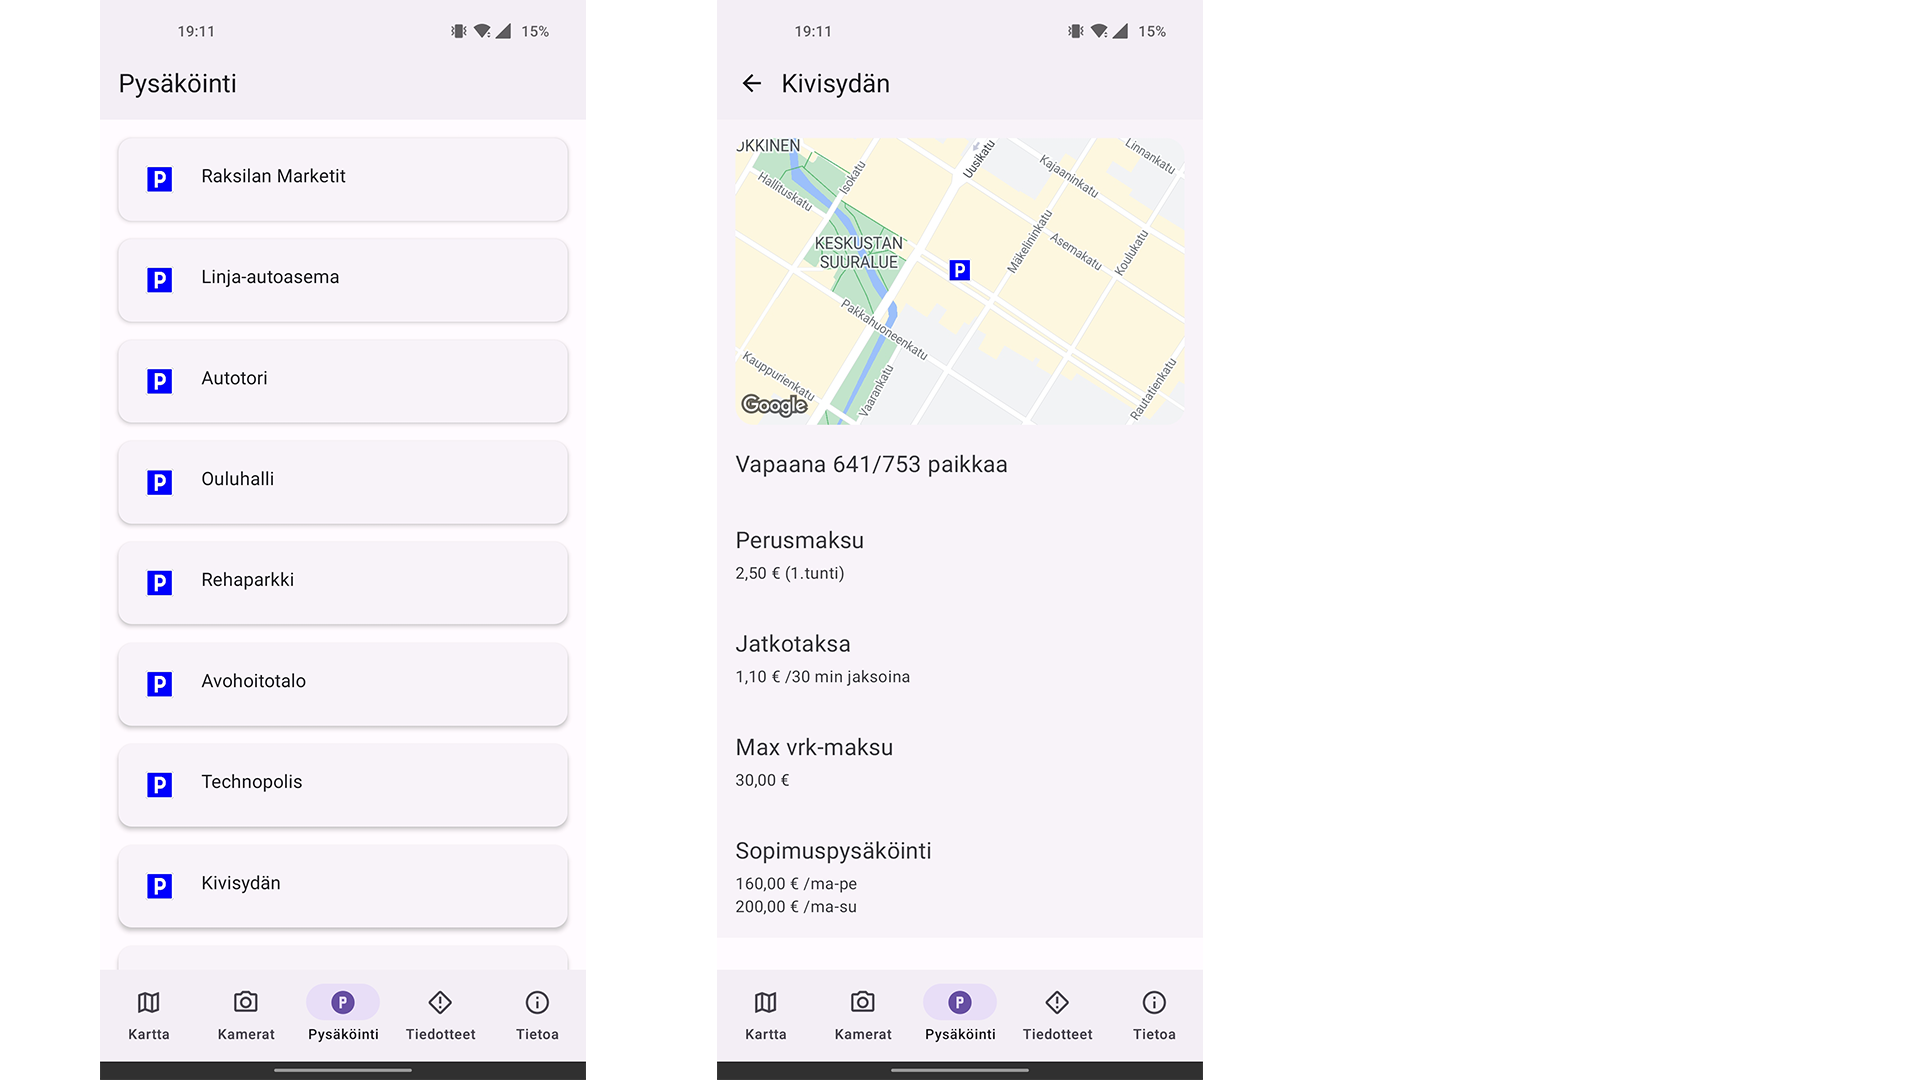 19:11
15%
Pysäköinti
P Raksilan Marketit
P Linja-autoasema
P Autotori
P Ouluhalli
P Rehaparkki
P Avohoitotalo
P Technopolis
P Kivisydän
P
Kartta
Kamerat
Pysäköinti
Tiedotteet
Tietoa
19:11
15%
Kivisydän
Linnankatu
Uusikatu
Kajaaninkatu
Isokatu
Hallituskatu
Mäkelininkatu
Koulukatu
Asemakatu
KESKUSTAN
SUURALUE
P
Pakkahuoneenkatu
Kauppurienkatu
Vaarankatu
Rautatienkatu
Google
Vapaana 641/753 paikkaa
Perusmaksu
2,50 € (1.tunti)
Jatkotaksa
1,10 € /30 min jaksoina
Max vrk-maksu
30,00 €
Sopimuspysäköinti
160,00 € /ma-pe
200,00 € /ma-su
P
Kartta
Kamerat
Pysäköinti
Tiedotteet
Tietoa